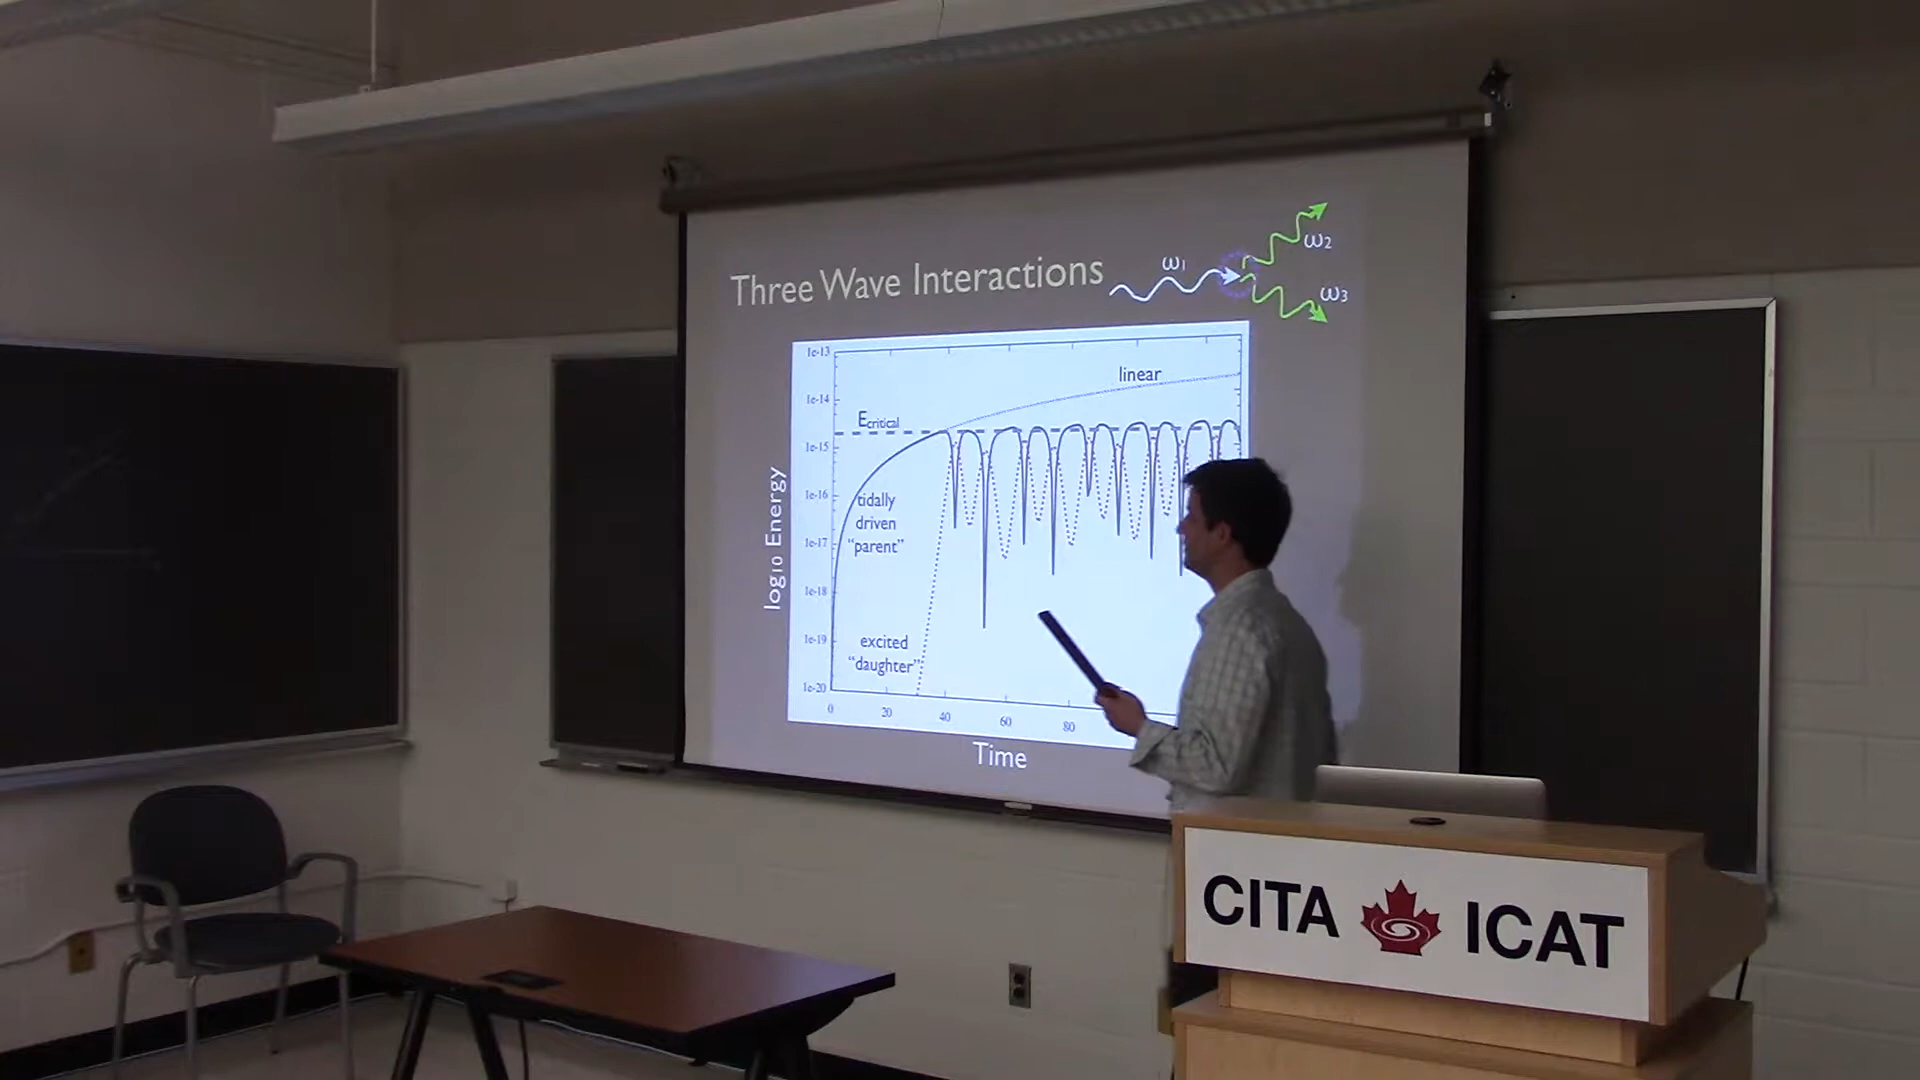 Three Wave Interactions
ω1
ω2
ω3
1e-13
1e-14
1e-15
1e-16
1e-17
1e-18
1e-19
1e-20
log10 Energy
linear
Ecritical
tidally
driven
"parent"
excited
"daughter"
0
20
40
60
80
Time
CITA ICAT